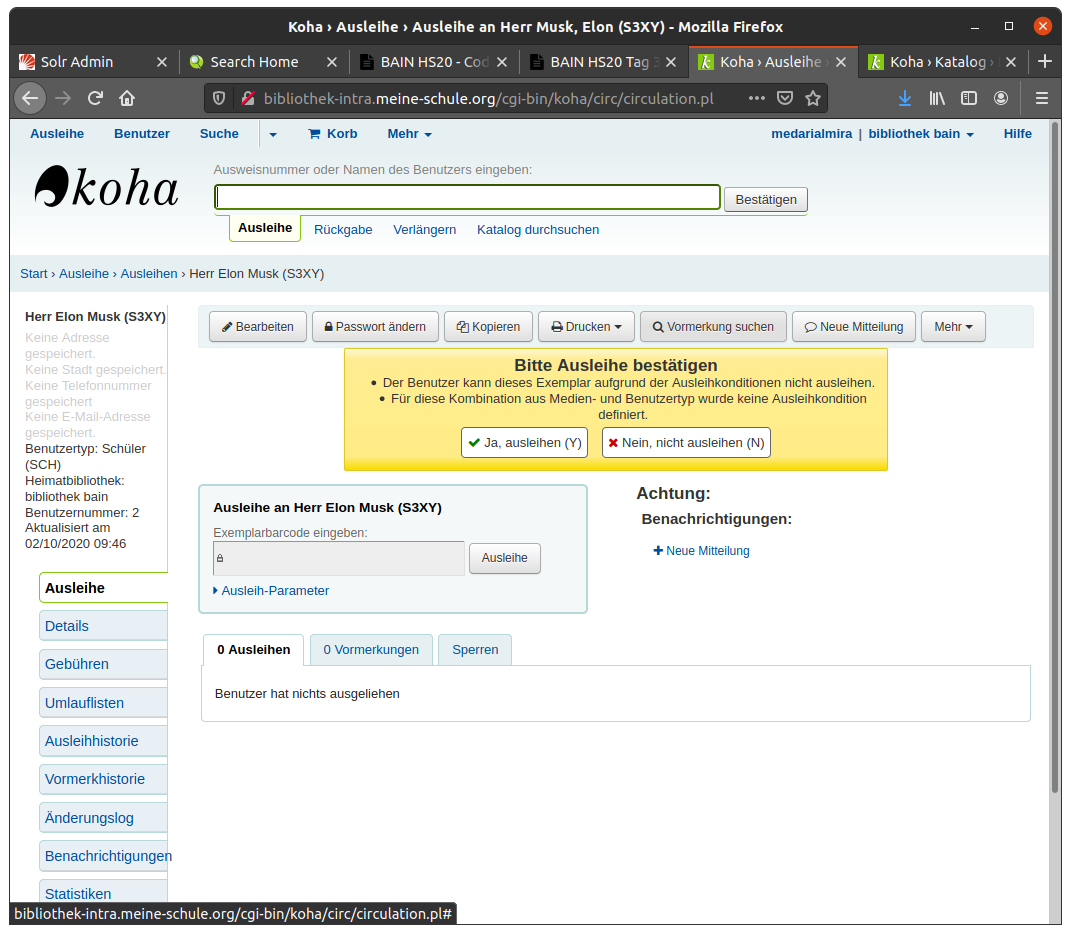 Koha › Ausleihe › Ausleihe an Herr Musk, Elon (S3XY) - Mozilla Firefox
Solr Admin
Search Home
BAIN HS20 - Cod
BAIN HS20 Tag
Koha › Ausleihe ›
Koha › Katalog ›
bibliothek-intra.meine-schule.org/cgi-bin/koha/circ/circulation.pl
Ausleihe Benutzer Suche Korb Mehr medarialmira | bibliothek bain Hilfe
koha
Ausweisnummer oder Namen des Benutzers eingeben:
Bestätigen
Ausleihe Rückgabe Verlängern Katalog durchsuchen
Start › Ausleihe › Ausleihen › Herr Elon Musk (S3XY)
Herr Elon Musk (S3XY)
Keine Adresse
gespeichert.
Keine Stadt gespeichert.
Keine Telefonnummer
gespeichert
Keine E-Mail-Adresse
gespeichert.
Benutzertyp: Schüler
(SCH)
Heimatbibliothek:
bibliothek bain
Benutzernummer: 2
Aktualisiert am
02/10/2020 09:46
Ausleihe
Details
Gebühren
Umlauflisten
Ausleihhistorie
Vormerkhistorie
Änderungslog
Benachrichtigungen
Statistiken
Bearbeiten Passwort ändern Kopieren Drucken Vormerkung suchen Neue Mitteilung Mehr
Bitte Ausleihe bestätigen
• Der Benutzer kann dieses Exemplar aufgrund der Ausleihkonditionen nicht ausleihen.
• Für diese Kombination aus Medien- und Benutzertyp wurde keine Ausleihkondition
definiert.
Ja, ausleihen (Y) Nein, nicht ausleihen (N)
Ausleihe an Herr Elon Musk (S3XY)
Exemplarbarcode eingeben:
Ausleihe
Ausleih-Parameter
Achtung:
Benachrichtigungen:
Neue Mitteilung
0 Ausleihen 0 Vormerkungen Sperren
Benutzer hat nichts ausgeliehen
bibliothek-intra.meine-schule.org/cgi-bin/koha/circ/circulation.pl#